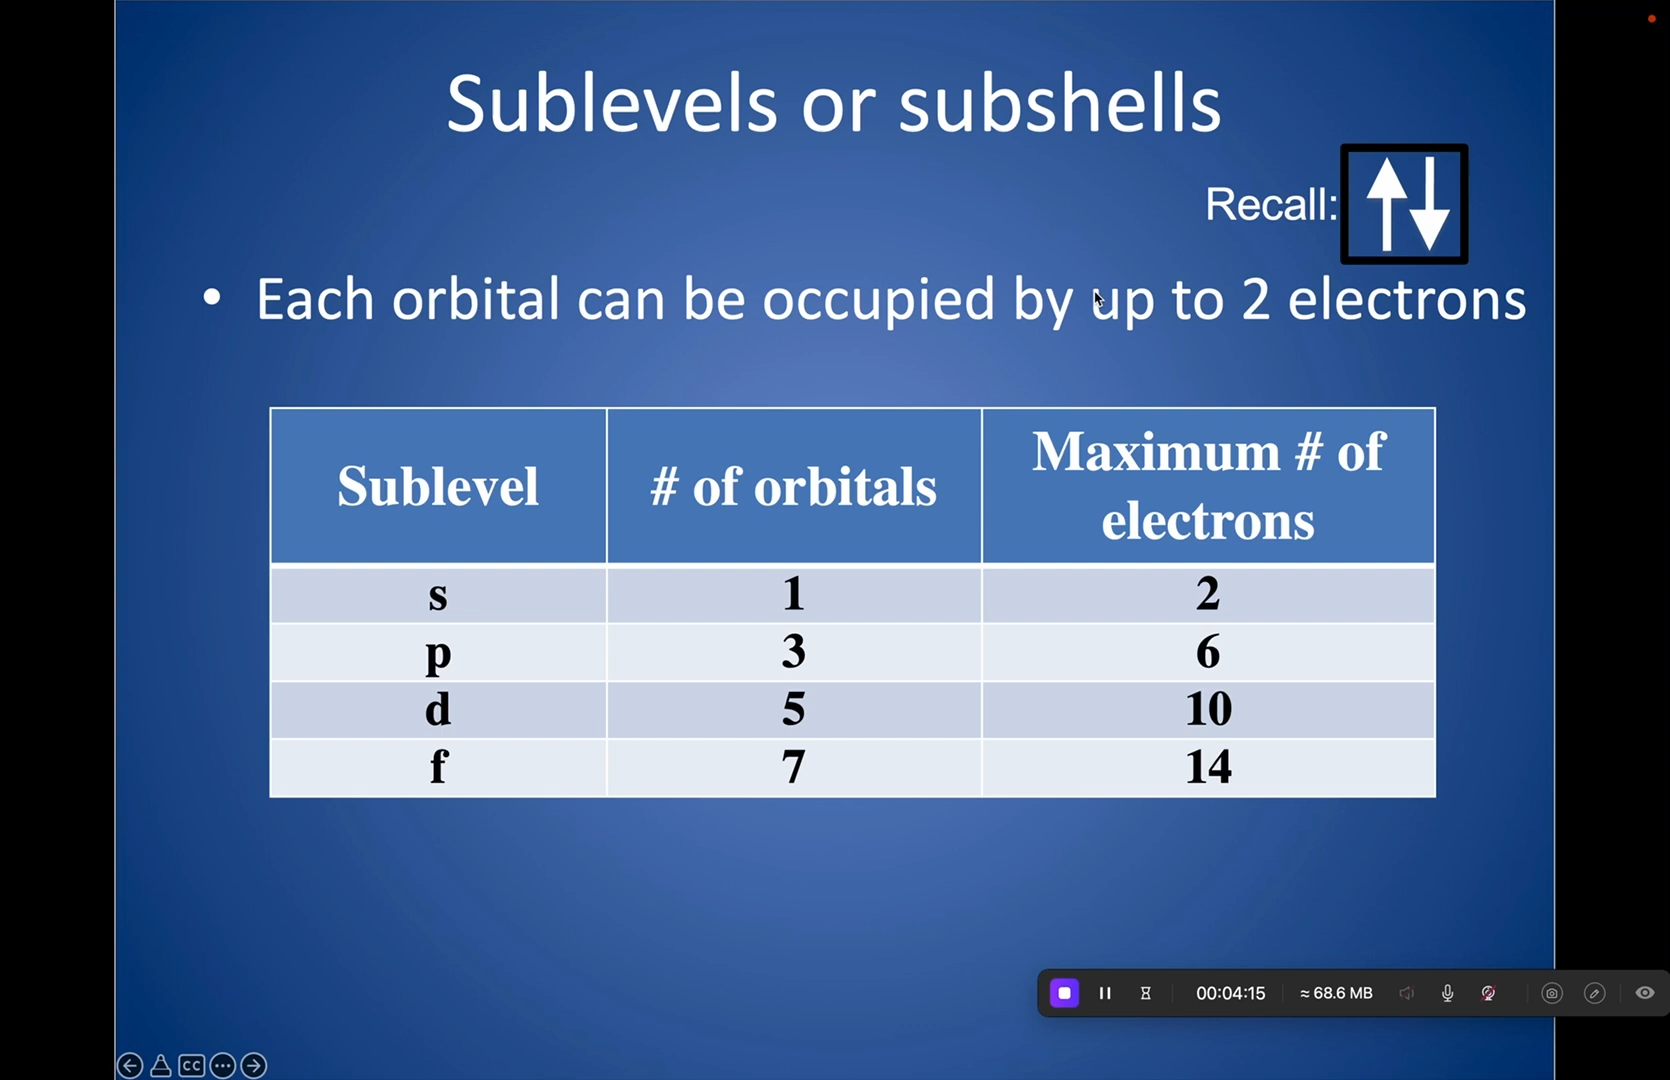 Sublevels or subshells
Recall:
• Each orbital can be occupied by up to 2 electrons
Sublevel # of orbitals Maximum # of electrons
s 1 2
p 3 6
d 5 10
f 7 14
00:04:15 ≈ 68.6 MB
CC